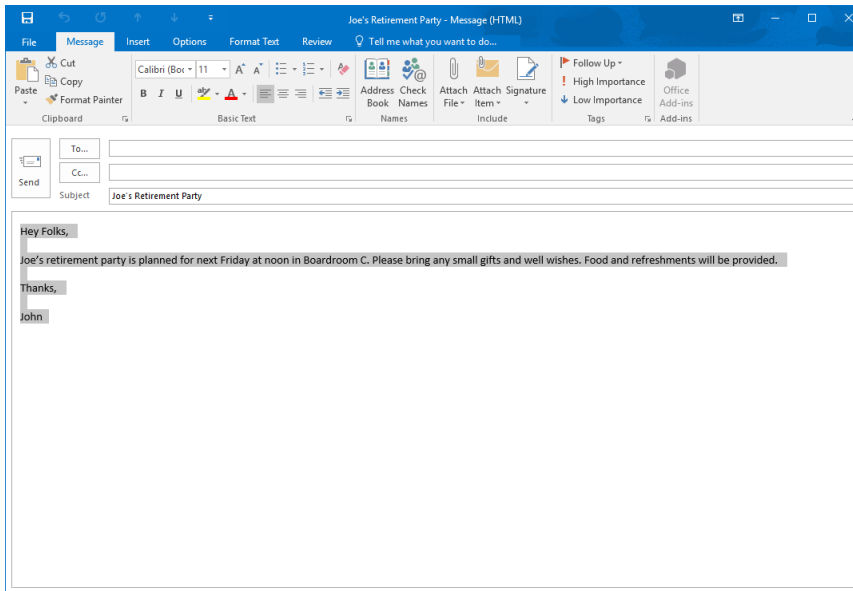 Joe's Retirement Party - Message (HTML)
File Message Insert Options Format Text Review Tell me what you want to do...
Paste
Cut
Copy
Format Painter
Clipboard
Calibri (Boc 11
B I U
Basic Text
Address Book
Check Names
Names
Attach File
Attach Item
Signature
Include
Follow Up
High Importance
Low Importance
Tags
Office Add-ins
Add-ins
Send
To...
Cc...
Subject Joe's Retirement Party
Hey Folks,
Joe's retirement party is planned for next Friday at noon in Boardroom C. Please bring any small gifts and well wishes. Food and refreshments will be provided.
Thanks,
John